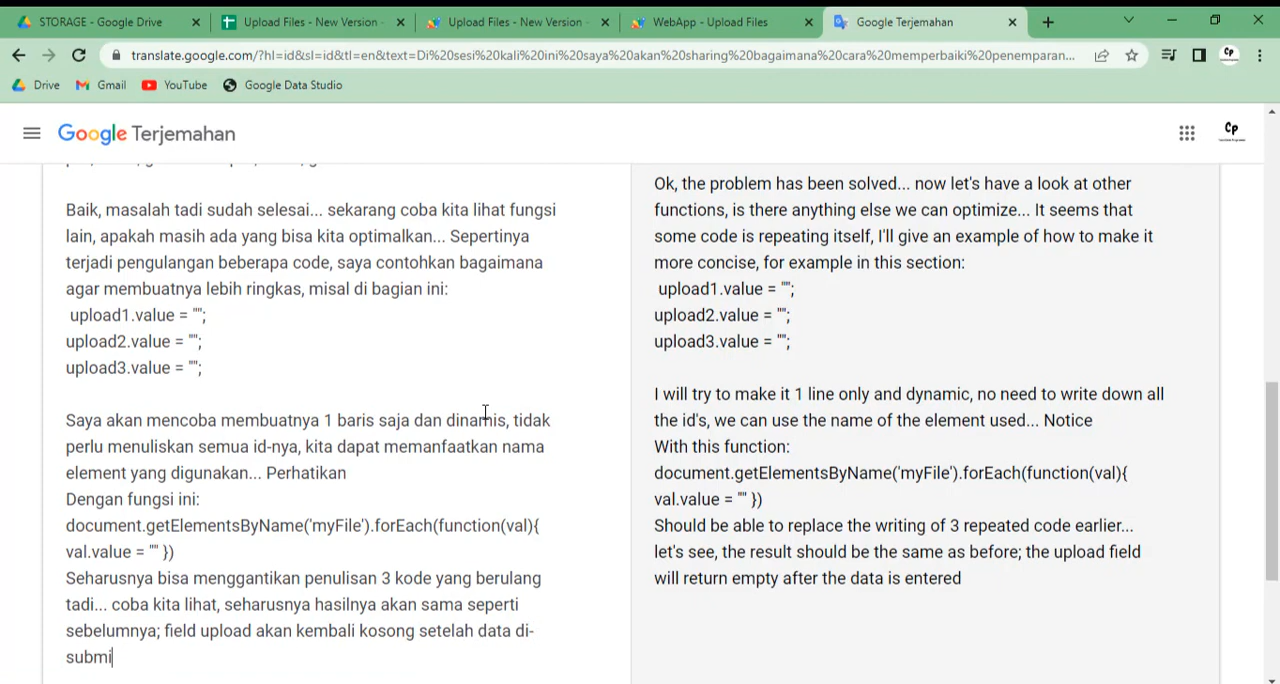 STORAGE - Google Drive
Upload Files - New Version -
Upload Files - New Version -
WebApp - Upload Files
Google Terjemahan
translate.google.com/?hl=id&sl=id&tl=en&text=Di%20sesi%20kali%20ini%20saya%20akan%20sharing%20bagaimana%20cara%20memperbaiki%20penemparan...
Cp
Drive
Gmail
YouTube
Google Data Studio
Google Terjemahan
Cp
Baik, masalah tadi sudah selesai... sekarang coba kita lihat fungsi
lain, apakah masih ada yang bisa kita optimalkan... Sepertinya
terjadi pengulangan beberapa code, saya contohkan bagaimana
agar membuatnya lebih ringkas, misal di bagian ini:
upload1.value = "";
upload2.value = "";
upload3.value = "";
Saya akan mencoba membuatnya 1 baris saja dan dinamis, tidak
perlu menuliskan semua id-nya, kita dapat memanfaatkan nama
element yang digunakan... Perhatikan
Dengan fungsi ini:
document.getElementsByName('myFile').forEach(function(val){
val.value = "" })
Seharusnya bisa menggantikan penulisan 3 kode yang berulang
tadi... coba kita lihat, seharusnya hasilnya akan sama seperti
sebelumnya; field upload akan kembali kosong setelah data di-
submi
Ok, the problem has been solved... now let's have a look at other
functions, is there anything else we can optimize... It seems that
some code is repeating itself, I'll give an example of how to make it
more concise, for example in this section:
upload1.value = "";
upload2.value = "";
upload3.value = "";
I will try to make it 1 line only and dynamic, no need to write down all
the id's, we can use the name of the element used... Notice
With this function:
document.getElementsByName('myFile').forEach(function(val){
val.value = "" })
Should be able to replace the writing of 3 repeated code earlier...
let's see, the result should be the same as before; the upload field
will return empty after the data is entered